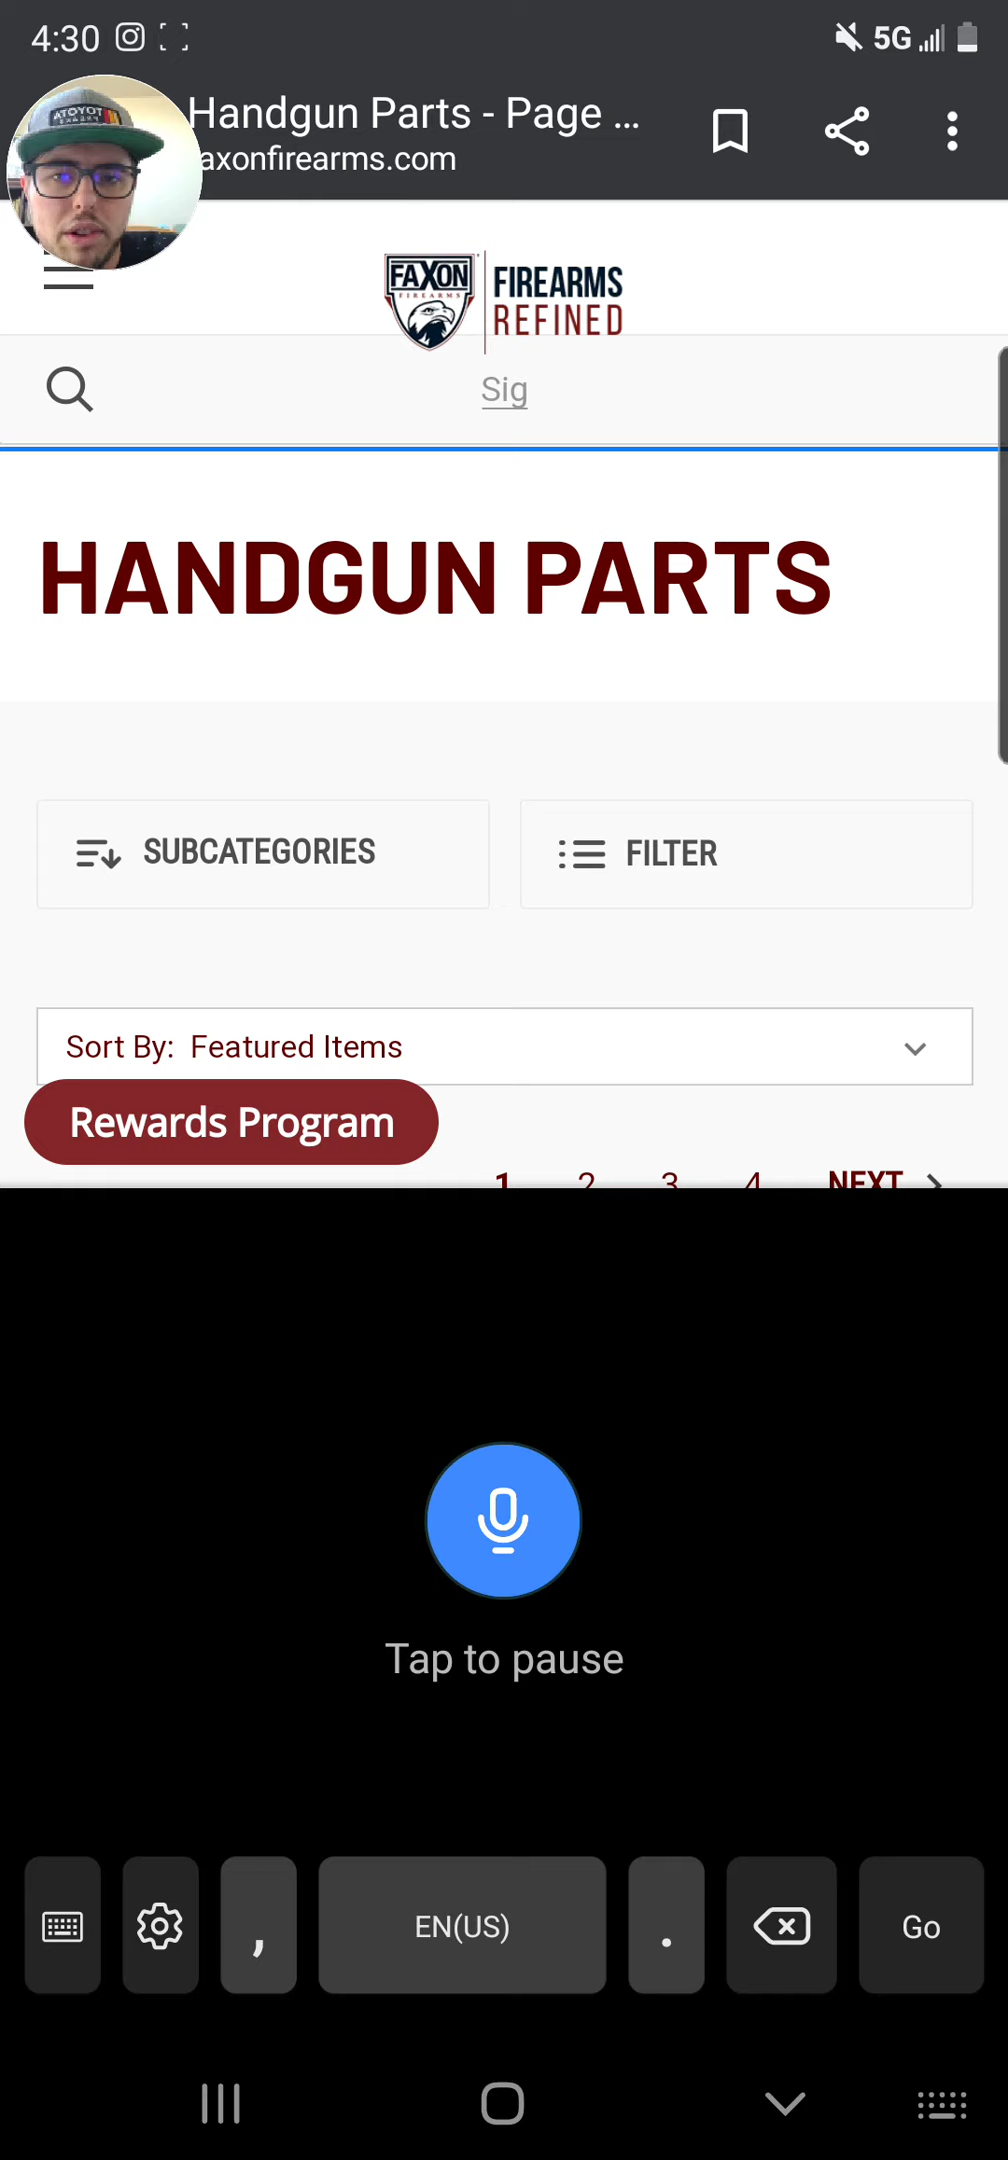 4:30
5G
Handgun Parts - Page ...
axonfirearms.com
FAXON
FIREARMS
FIREARMS
REFINED
Sig
HANDGUN PARTS
SUBCATEGORIES
FILTER
Sort By: Featured Items
Rewards Program
1 2 3 4 NEXT
Tap to pause
,
EN(US)
.
Go